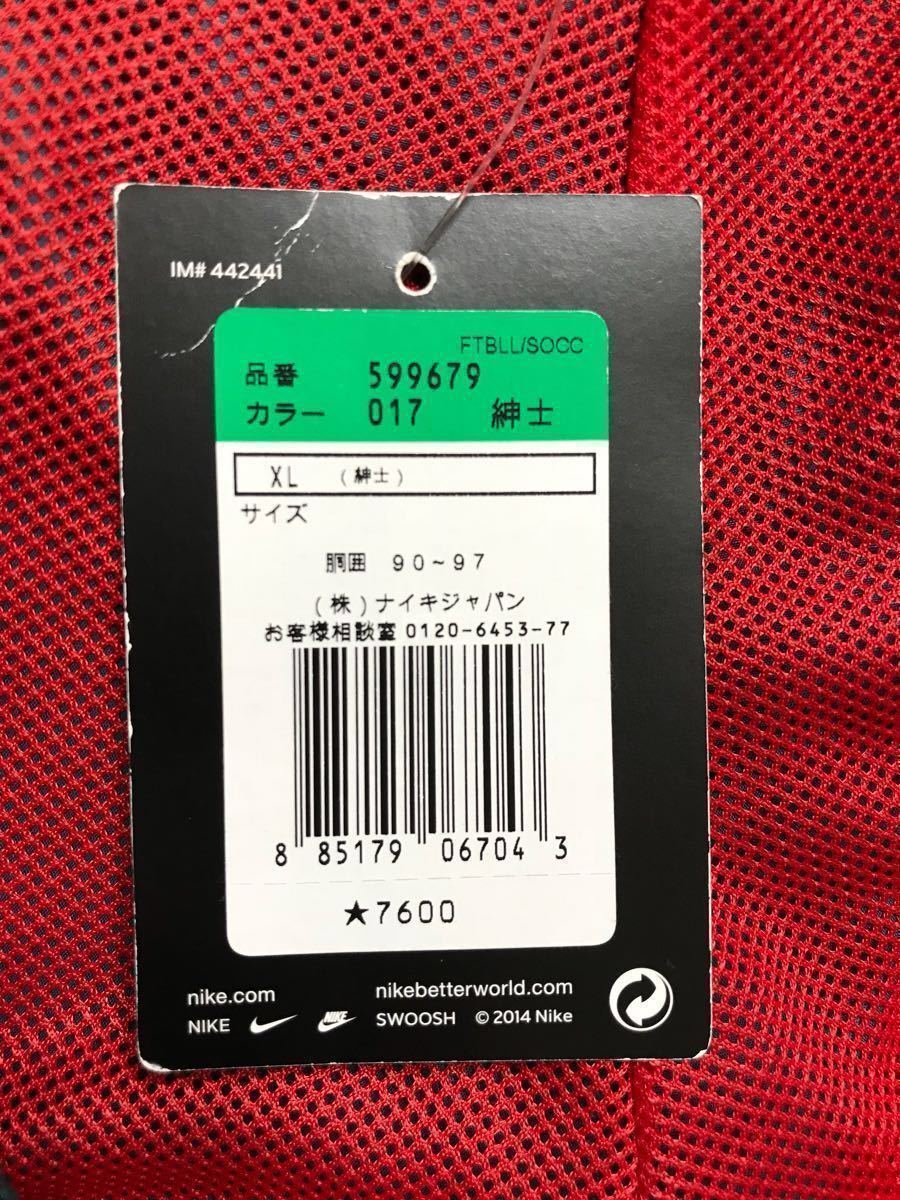 IM# 442441
FTBLL/SOCC
品番 599679
カラー 017 紳士
XL (紳士)
サイズ
胴囲 90~97
(株)ナイキジャパン
お客様相談室 0120-6453-77
8 85179 06704 3
★7600
nike.com
nikebetterworld.com
NIKE NIKE SWOOSH © 2014 Nike